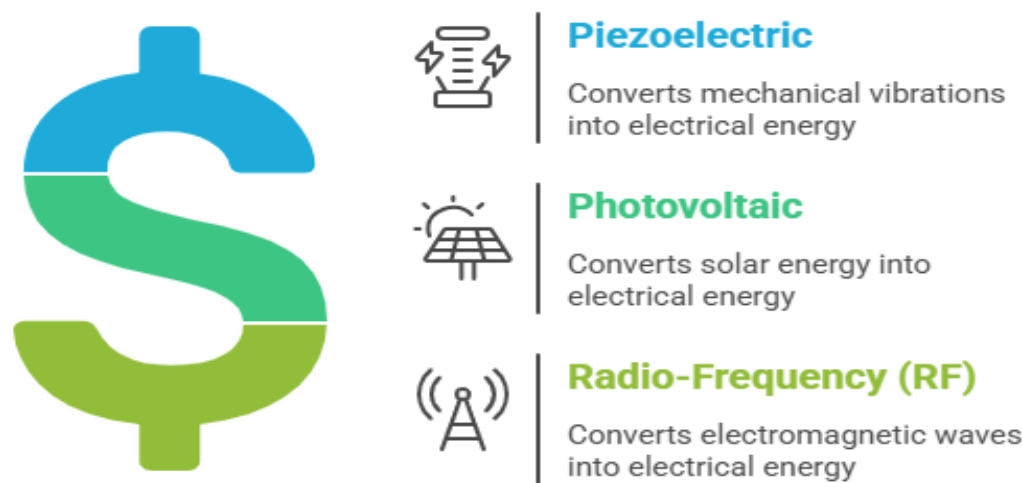 Piezoelectric
Converts mechanical vibrations
into electrical energy
Photovoltaic
Converts solar energy into
electrical energy
Radio-Frequency (RF)
Converts electromagnetic waves
into electrical energy